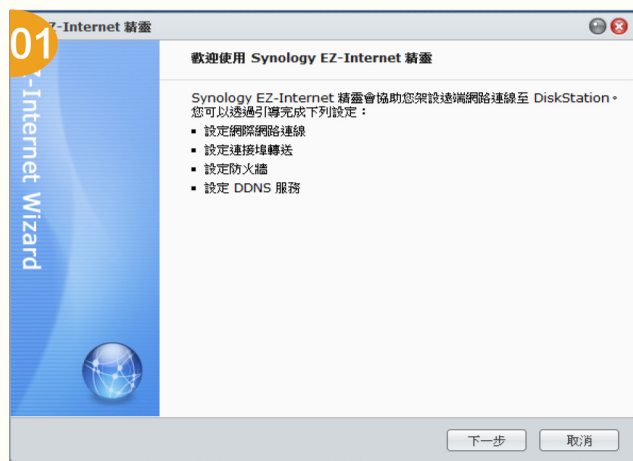 01
Z-Internet 精靈
Z-Internet Wizard
歡迎使用 Synology EZ-Internet 精靈
Synology EZ-Internet 精靈會協助您架設遠端網路連線至 DiskStation。
您可以透過引導完成下列設定：
▪ 設定網際網路連線
▪ 設定連接埠轉送
▪ 設定防火牆
▪ 設定 DDNS 服務
下一步
取消